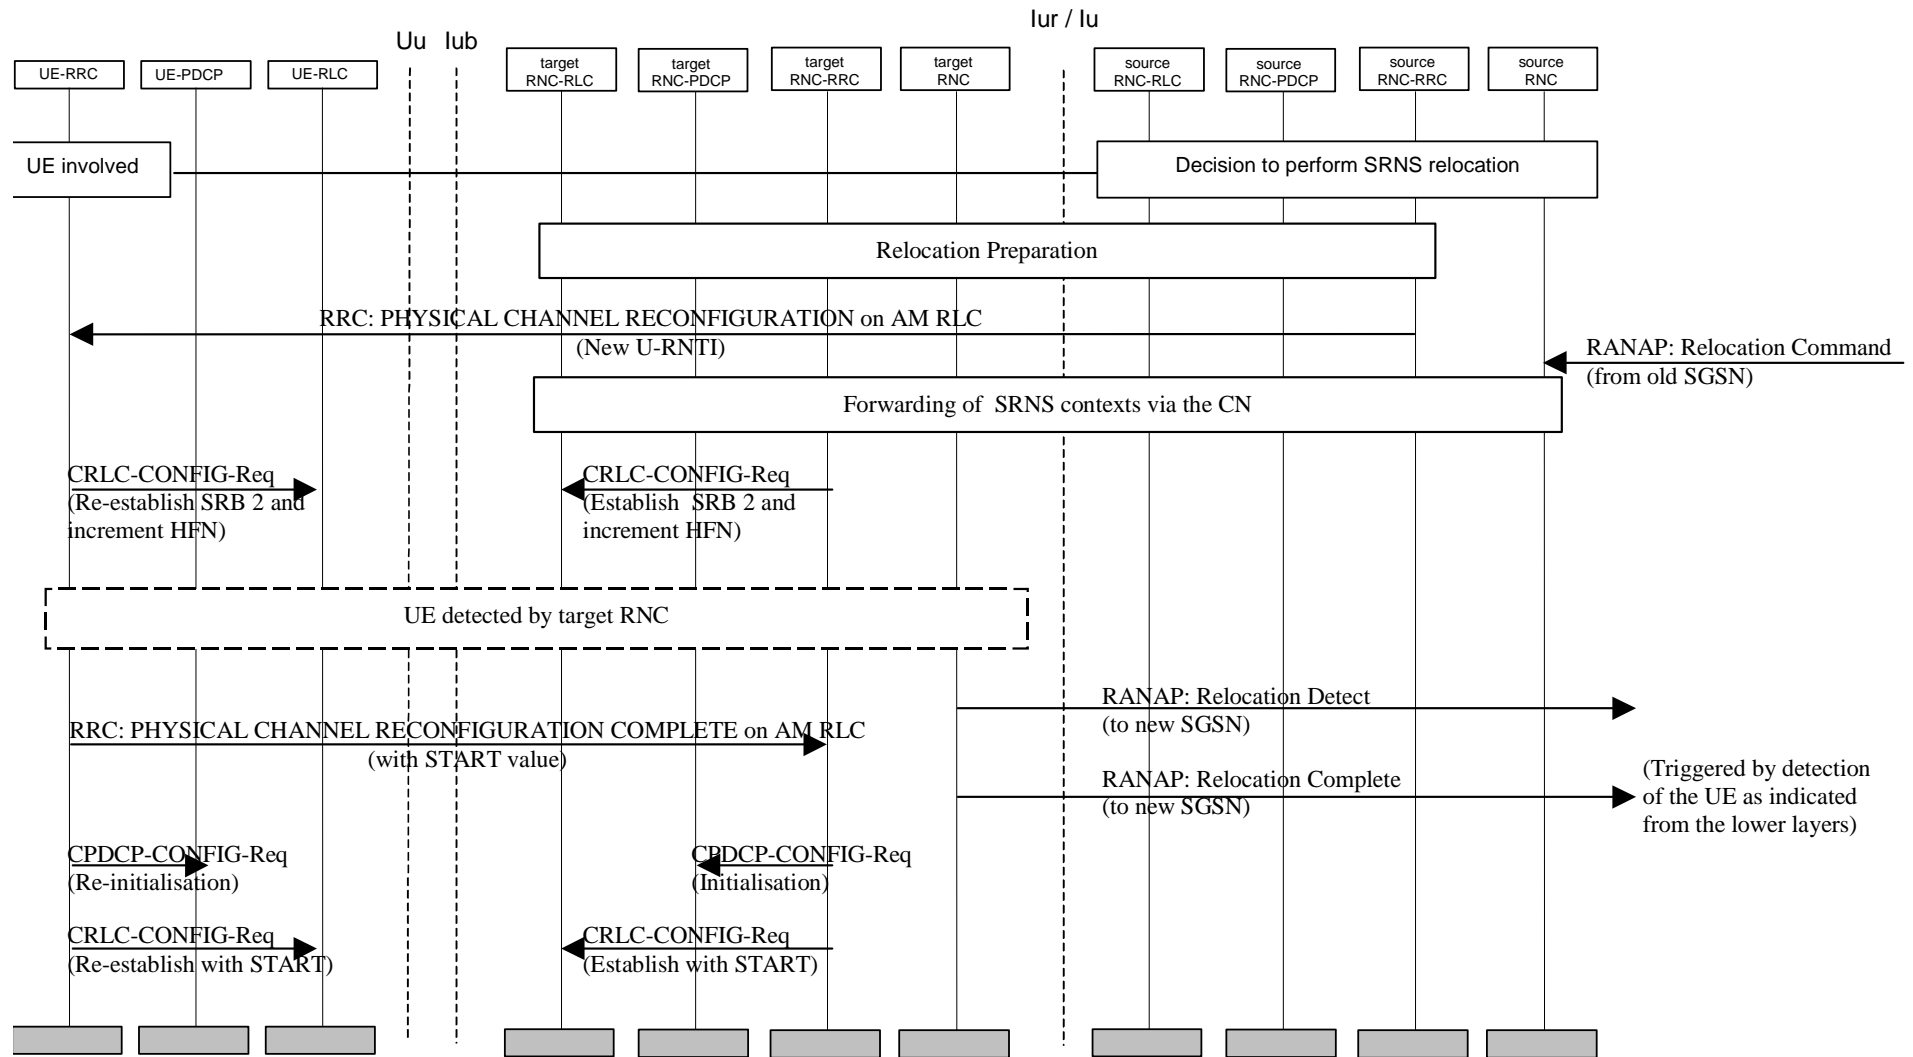 Iur / Iu
Uu
Iub
UE-RRC
UE-PDCP
UE-RLC
target
RNC-RLC
target
RNC-PDCP
target
RNC-RRC
target
RNC
source
RNC-RLC
source
RNC-PDCP
source
RNC-RRC
source
RNC
UE involved
Decision to perform SRNS relocation
Relocation Preparation
RRC: PHYSICAL CHANNEL RECONFIGURATION on AM RLC
(New U-RNTI)
RANAP: Relocation Command
(from old SGSN)
Forwarding of SRNS contexts via the CN
CRLC-CONFIG-Req
(Re-establish SRB 2 and
increment HFN)
CRLC-CONFIG-Req
(Establish SRB 2 and
increment HFN)
UE detected by target RNC
RANAP: Relocation Detect
(to new SGSN)
RRC: PHYSICAL CHANNEL RECONFIGURATION COMPLETE on AM RLC
(with START value)
RANAP: Relocation Complete
(to new SGSN)
(Triggered by detection
of the UE as indicated
from the lower layers)
CPDCP-CONFIG-Req
(Re-initialisation)
CPDCP-CONFIG-Req
(Initialisation)
CRLC-CONFIG-Req
(Re-establish with START)
CRLC-CONFIG-Req
(Establish with START)